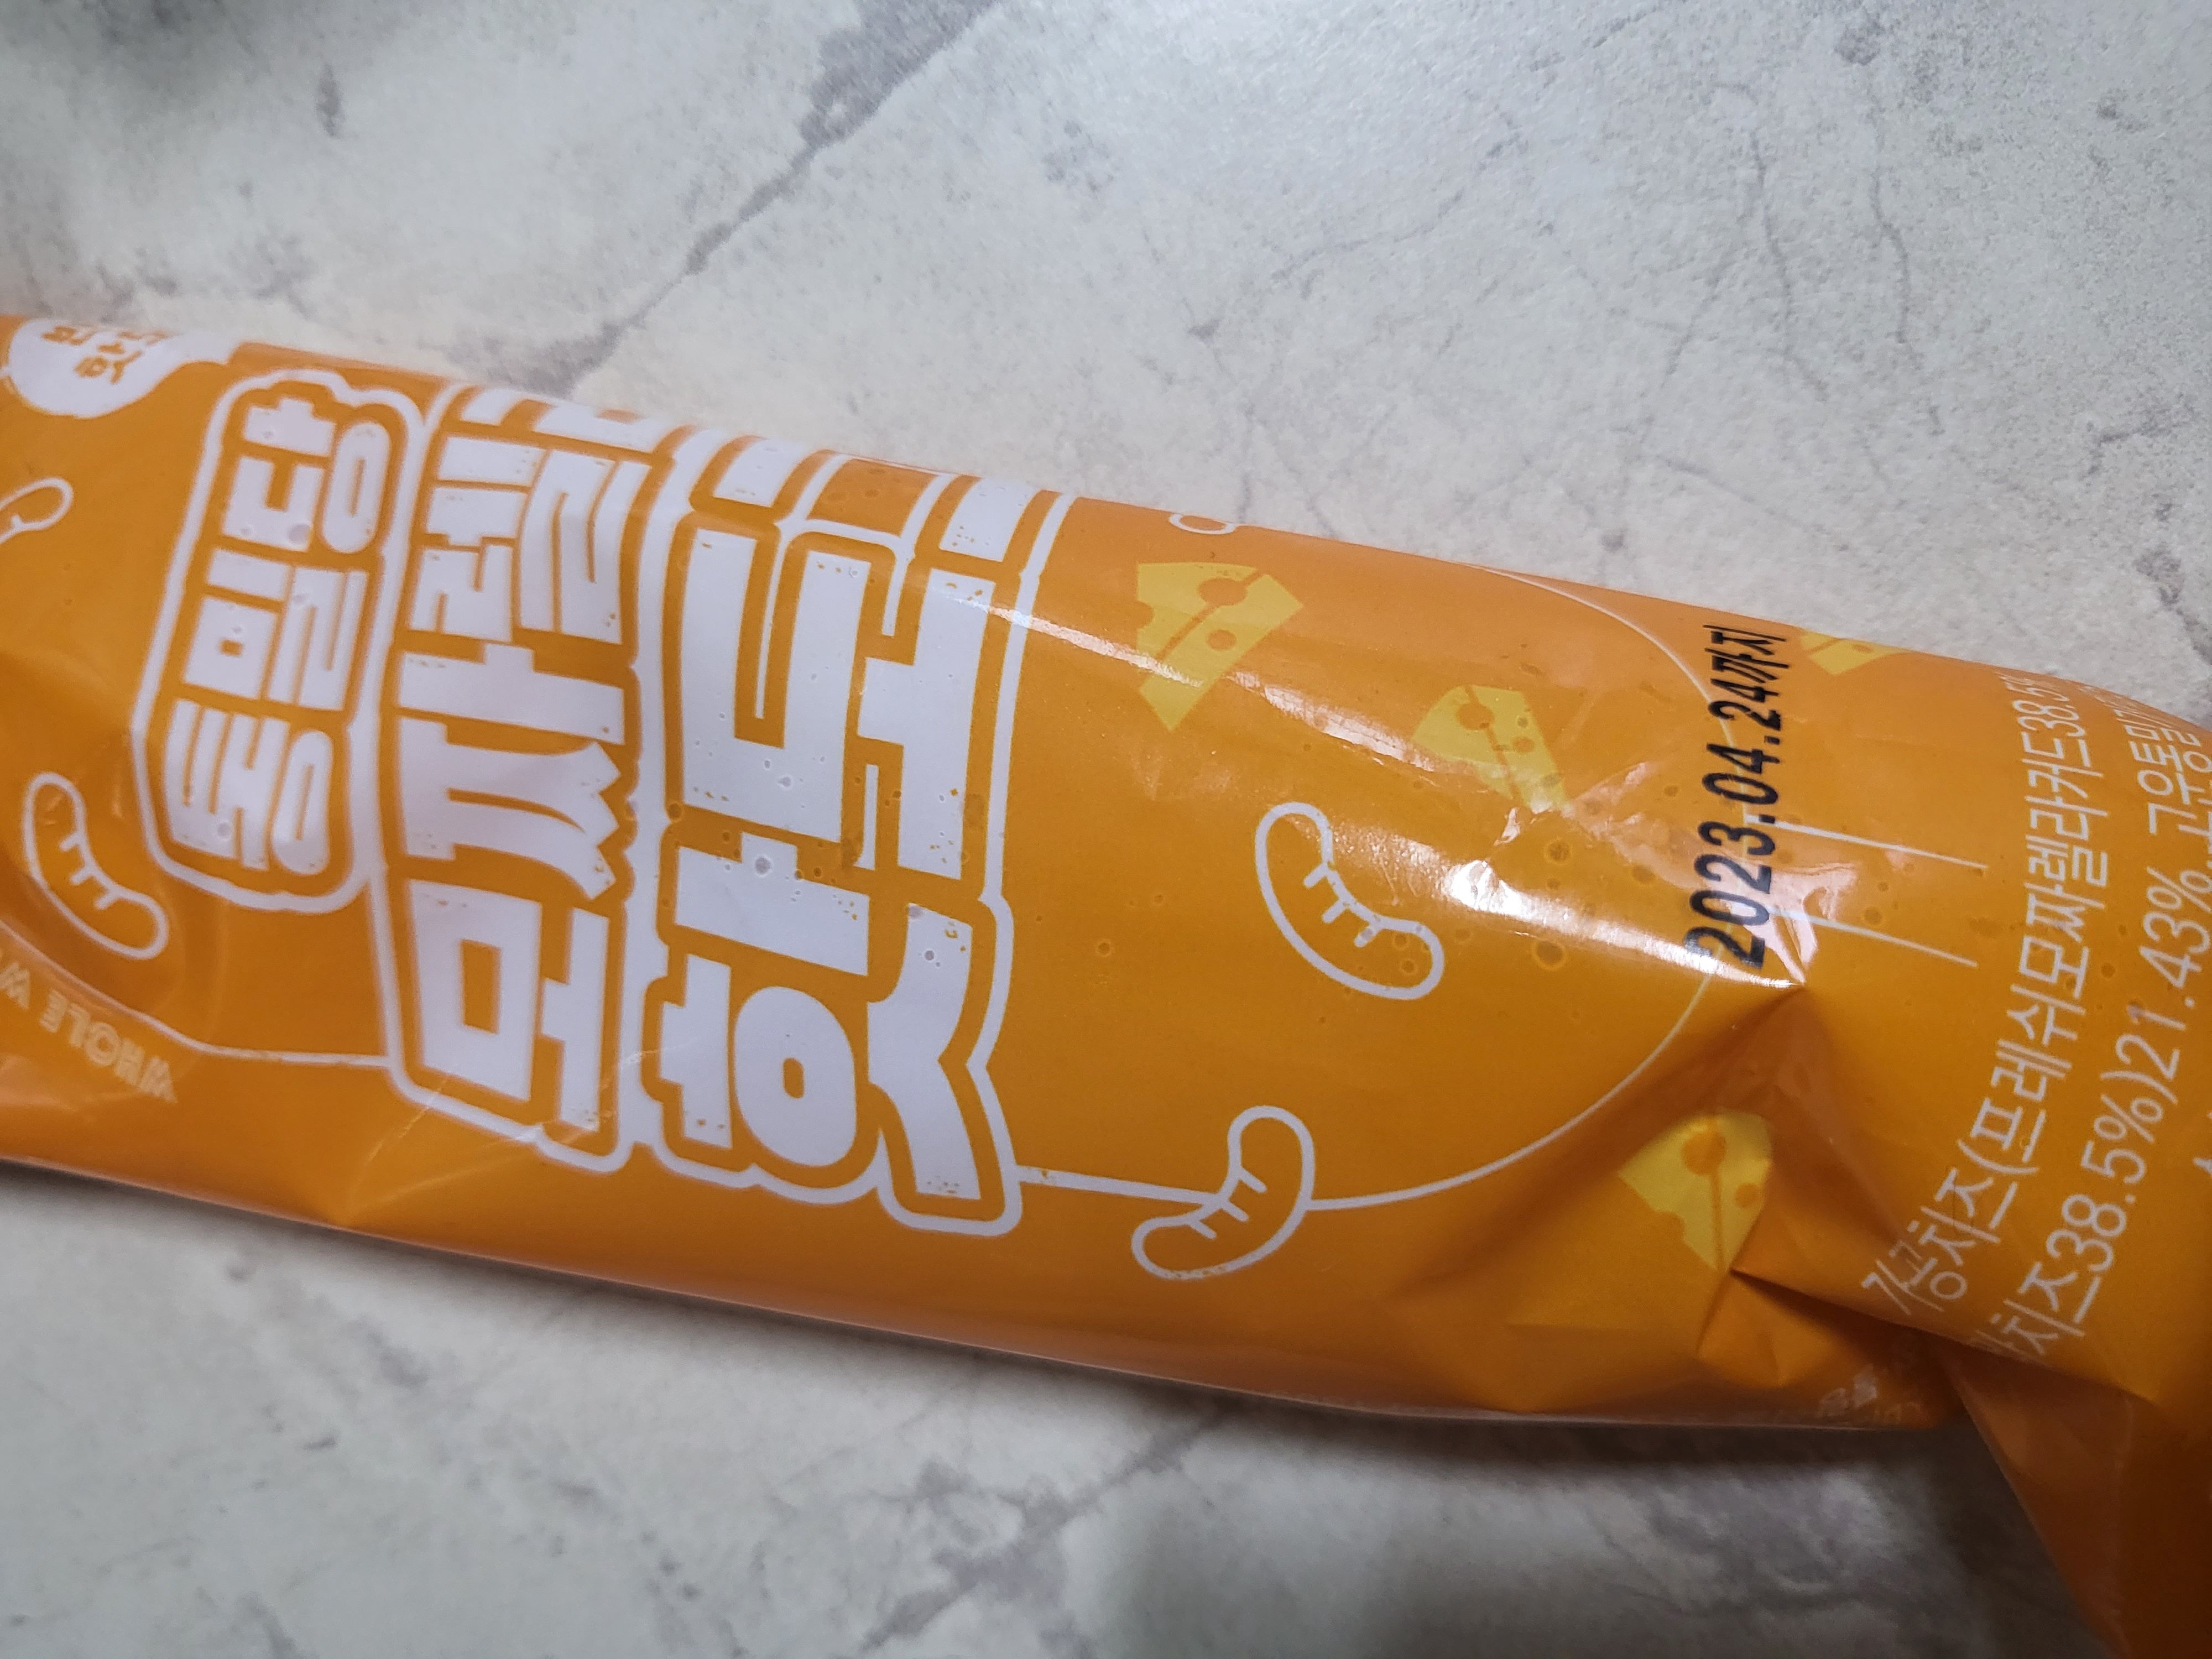 통밀당
모짜렐라
핫도그
WHOLE
2023.04.24까지
가공치즈(프레쉬모짜렐라커드38.5%
치즈38.5%)21.43%